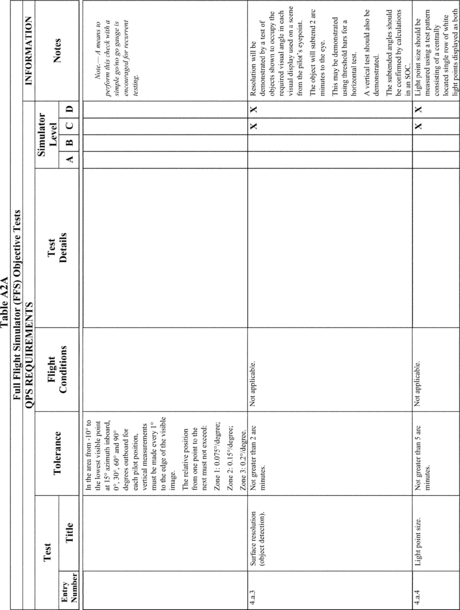 Table A2A
Full Flight Simulator (FFS) Objective Tests
QPS REQUIREMENTS
INFORMATION
Test
Tolerance
Flight
Conditions
Test
Details
Simulator
Level
Notes
Entry
Number
Title
A B C D
In the area from -10° to
the lowest visible point
at 15° azimuth inboard,
0°, 30°, 60° and 90°
degrees outboard for
each pilot position,
vertical measurements
must be made every 1°
to the edge of the visible
image.
The relative position
from one point to the
next must not exceed:
Zone 1: 0.075°/degree;
Zone 2: 0.15°/degree;
Zone 3: 0.2°/degree.
Note.— A means to
perform this check with a
simple go/no go gauge is
encouraged for recurrent
testing.
4.a.3
Surface resolution
(object detection).
Not greater than 2 arc
minutes.
Not applicable.
X X
Resolution will be
demonstrated by a test of
objects shown to occupy the
required visual angle in each
visual display used on a scene
from the pilot's eyepoint.
The object will subtend 2 arc
minutes to the eye.
This may be demonstrated
using threshold bars for a
horizontal test.
A vertical test should also be
demonstrated.
The subtended angles should
be confirmed by calculations
in an SOC.
4.a.4
Light point size.
Not greater than 5 arc
minutes.
Not applicable.
X X
Light point size should be
measured using a test pattern
consisting of a centrally
located single row of white
light points displayed as both